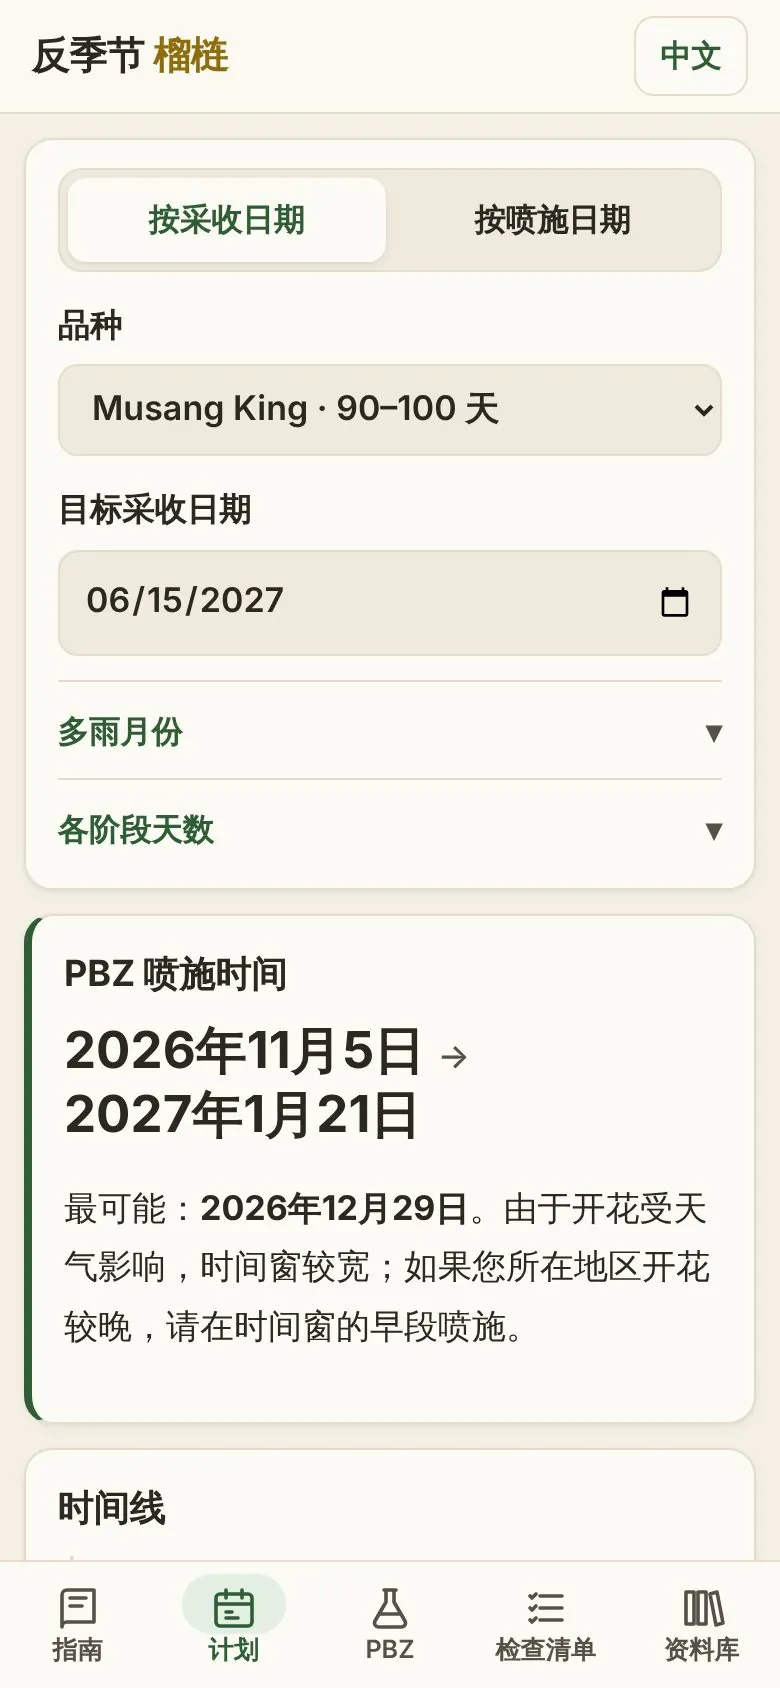 反季节 榴梿
中文
按采收日期
按喷施日期
品种
Musang King · 90–100 天
目标采收日期
06/15/2027
多雨月份
各阶段天数
PBZ 喷施时间
2026年11月5日 →
2027年1月21日
最可能：2026年12月29日。由于开花受天
气影响，时间窗较宽；如果您所在地区开花
较晚，请在时间窗的早段喷施。
时间线
指南
计划
PBZ
检查清单
资料库